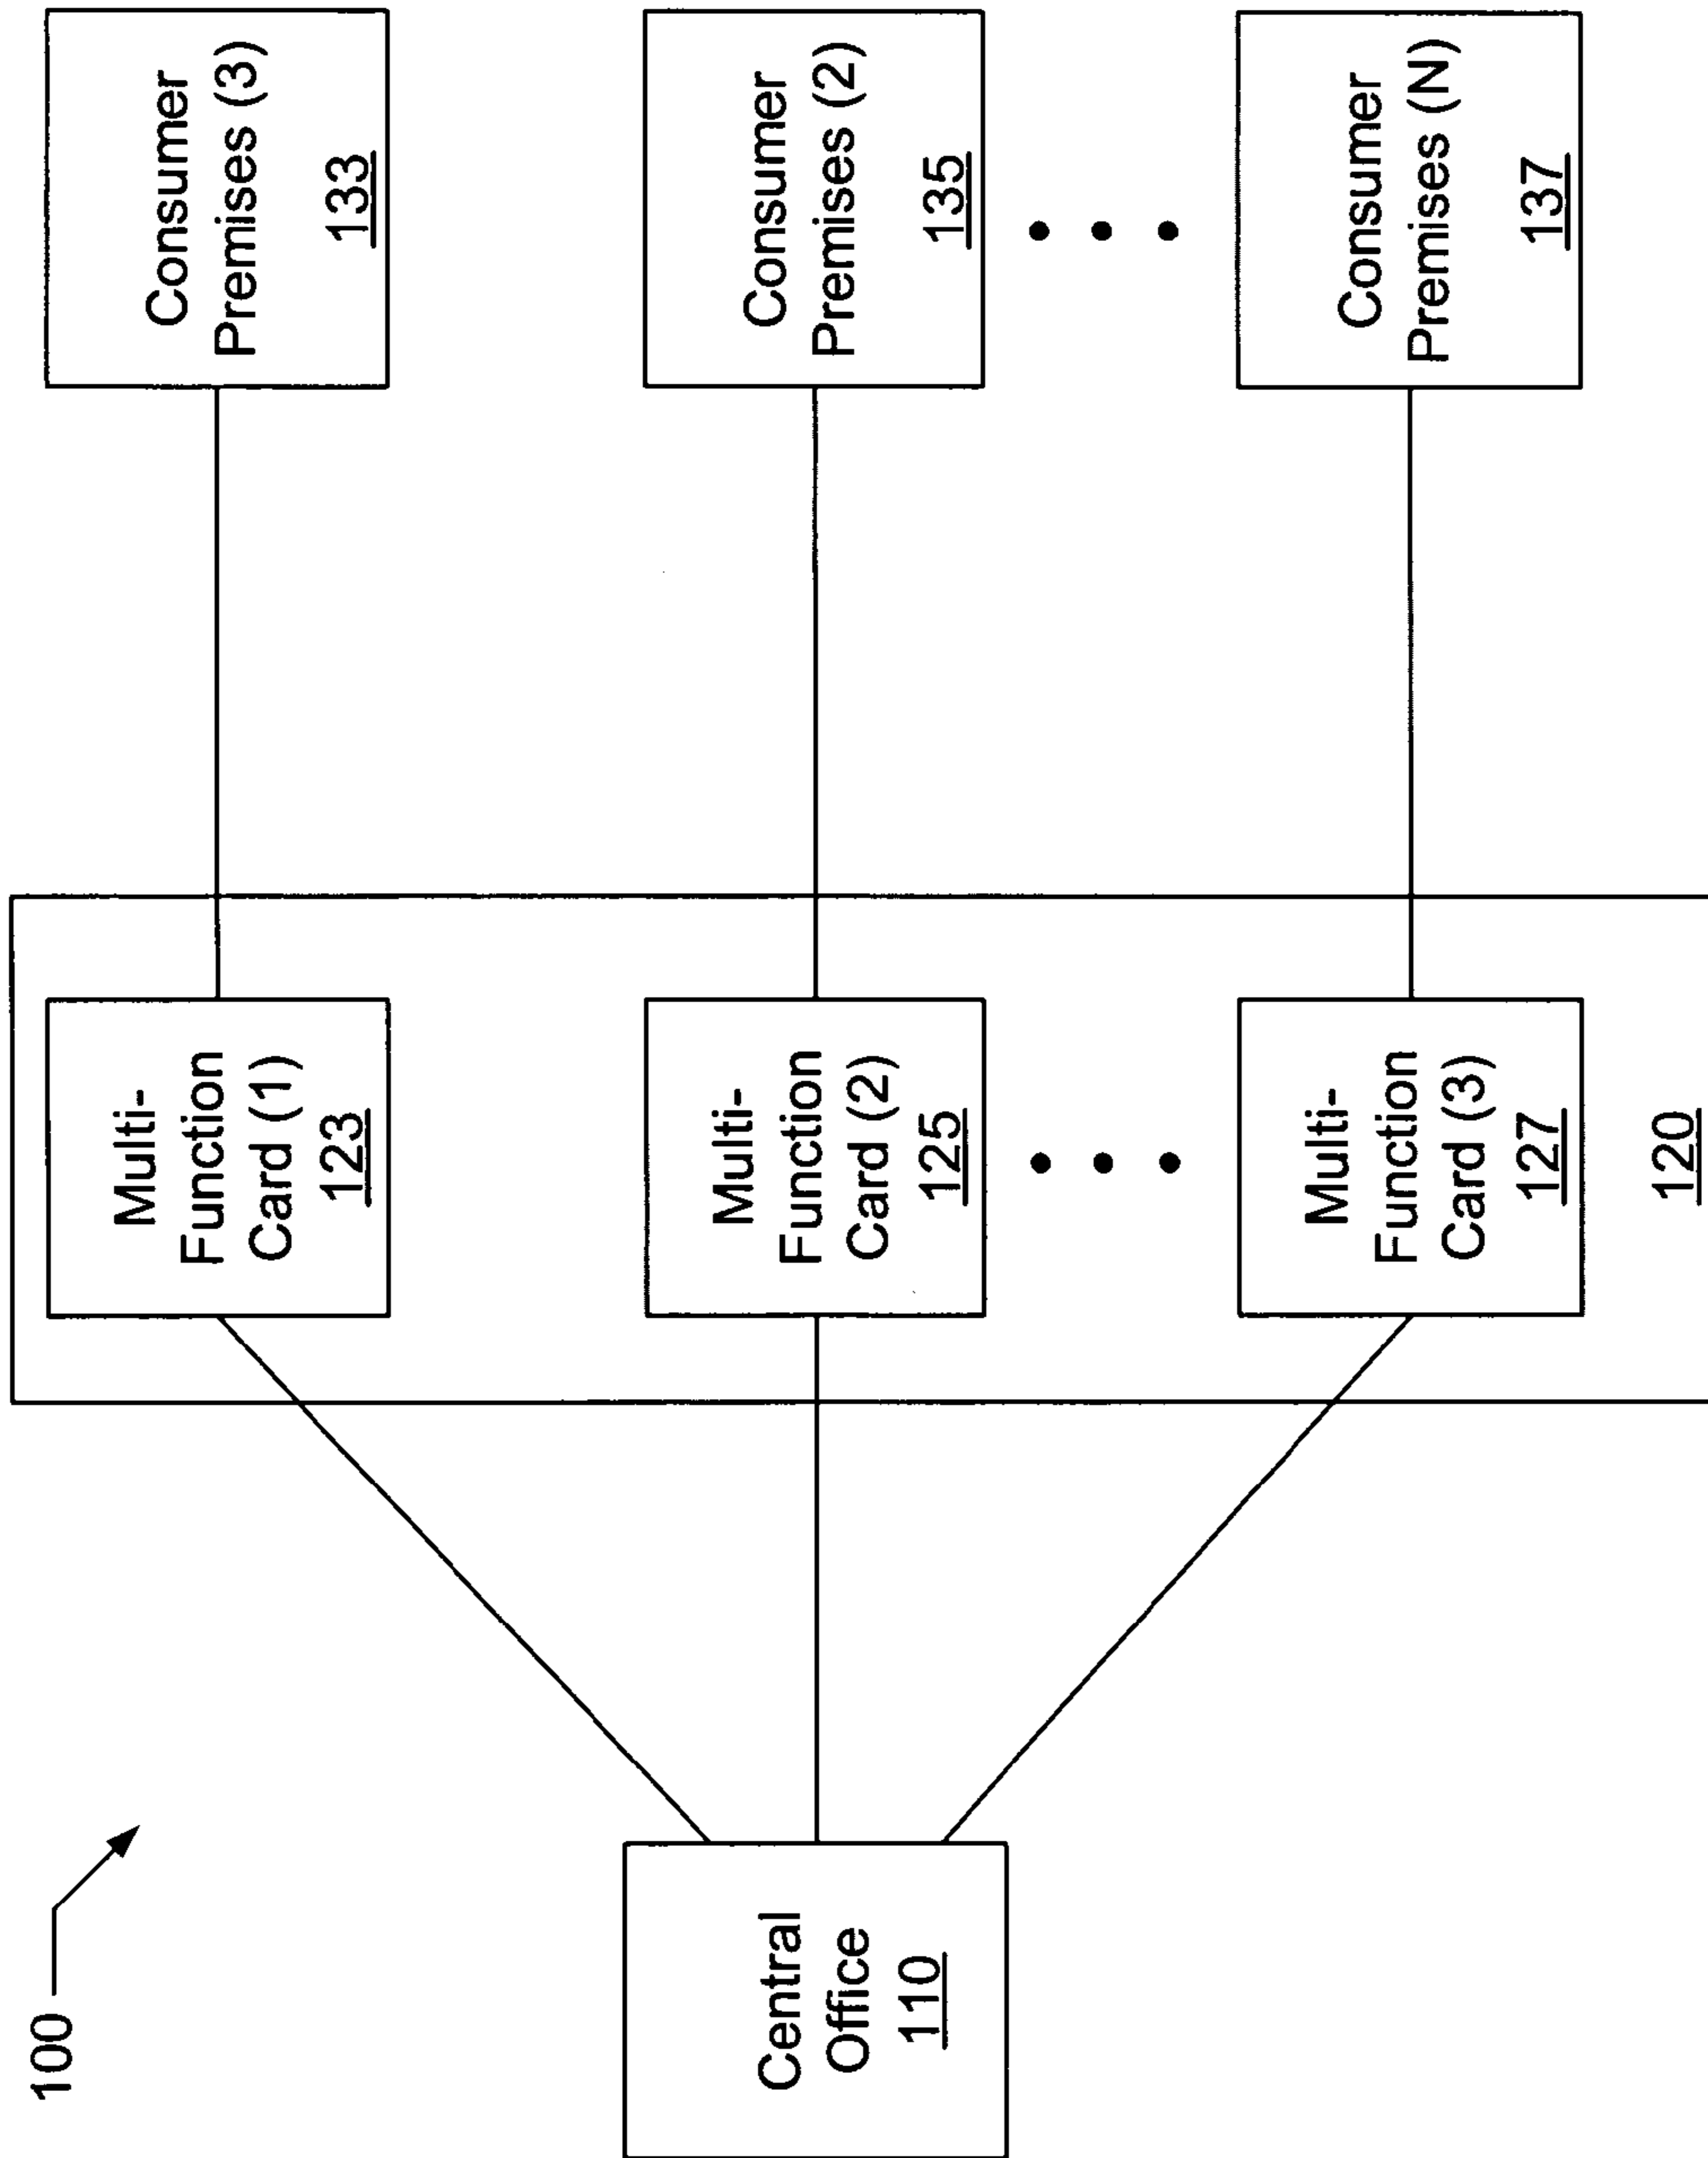 100
Central
Office
110
Multi-
Function
Card (1)
123
Multi-
Function
Card (2)
125
Multi-
Function
Card (3)
127
120
Consumer
Premises (3)
133
Consumer
Premises (2)
135
Consumer
Premises (N)
137